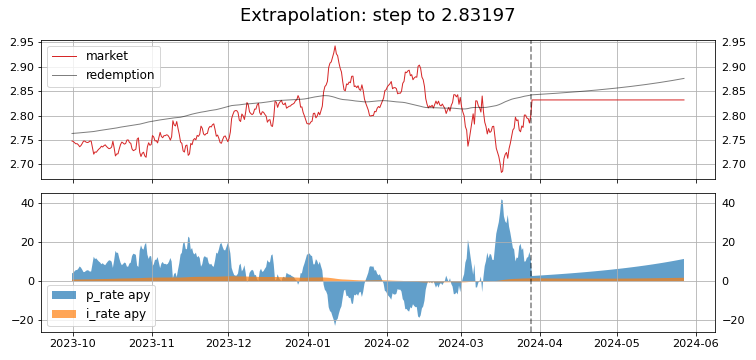 Extrapolation: step to 2.83197
2.95 2.95
2.90 2.90
2.85 2.85
2.80 2.80
2.75 2.75
2.70 2.70
market
redemption
40 40
20 20
0 0
−20 −20
p_rate apy
i_rate apy
2023-10 2023-11 2023-12 2024-01 2024-02 2024-03 2024-04 2024-05 2024-06